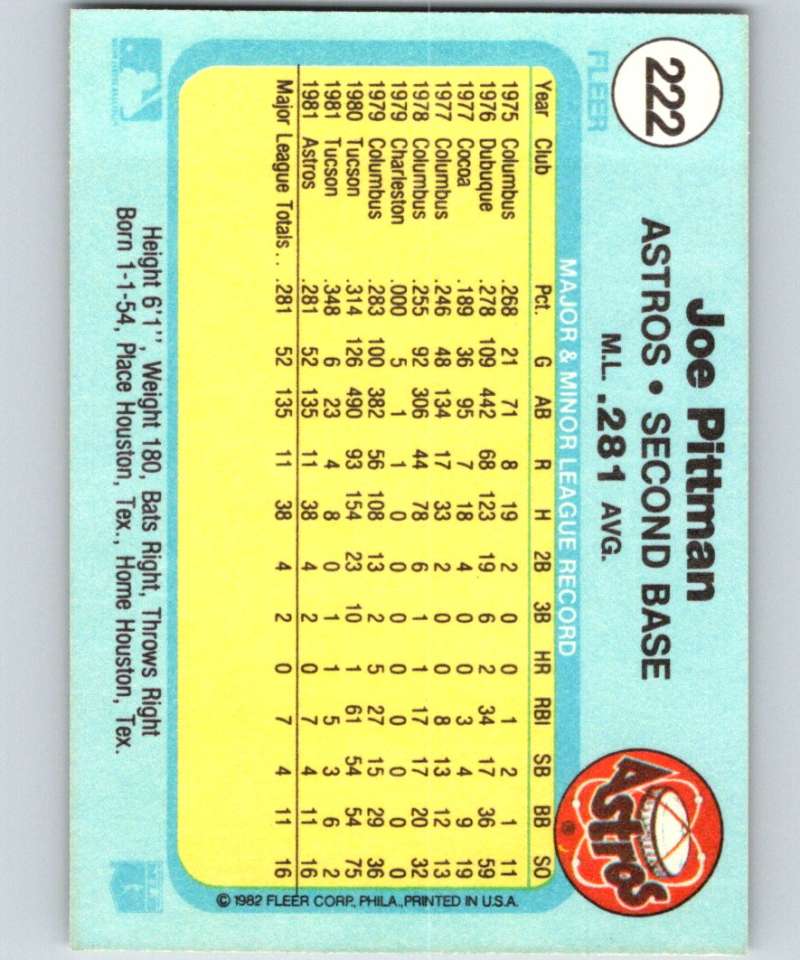 222
FLEER
Joe Pittman
ASTROS • SECOND BASE
M.L. .281 AVG.
Astros
MAJOR & MINOR LEAGUE RECORD
Year Club Pct. G AB R H 2B 3B HR RBI SB BB SO
1975 Columbus .268 21 71 8 19 2 0 0 1 2 1 11
1976 Dubuque .278 109 442 68 123 19 6 2 34 17 36 59
1977 Cocoa .189 36 95 7 18 4 0 0 3 4 9 19
1977 Columbus .246 48 134 17 33 2 0 0 8 13 12 13
1978 Columbus .255 92 306 44 78 6 1 1 17 17 20 32
1979 Charleston .000 5 1 1 0 0 0 0 0 0 0 0
1979 Columbus .283 100 382 56 108 13 2 5 27 15 29 36
1980 Tucson .314 126 490 93 154 23 10 1 61 54 54 75
1981 Tucson .348 6 23 4 8 0 1 1 5 3 6 2
1981 Astros .281 52 135 11 38 4 2 0 7 4 11 16
Major League Totals . . .281 52 135 11 38 4 2 0 7 4 11 16
© 1982 FLEER CORP., PHILA., PRINTED IN U.S.A.
Height 6'1'', Weight 180, Bats Right, Throws Right
Born 1-1-54, Place Houston, Tex., Home Houston, Tex.